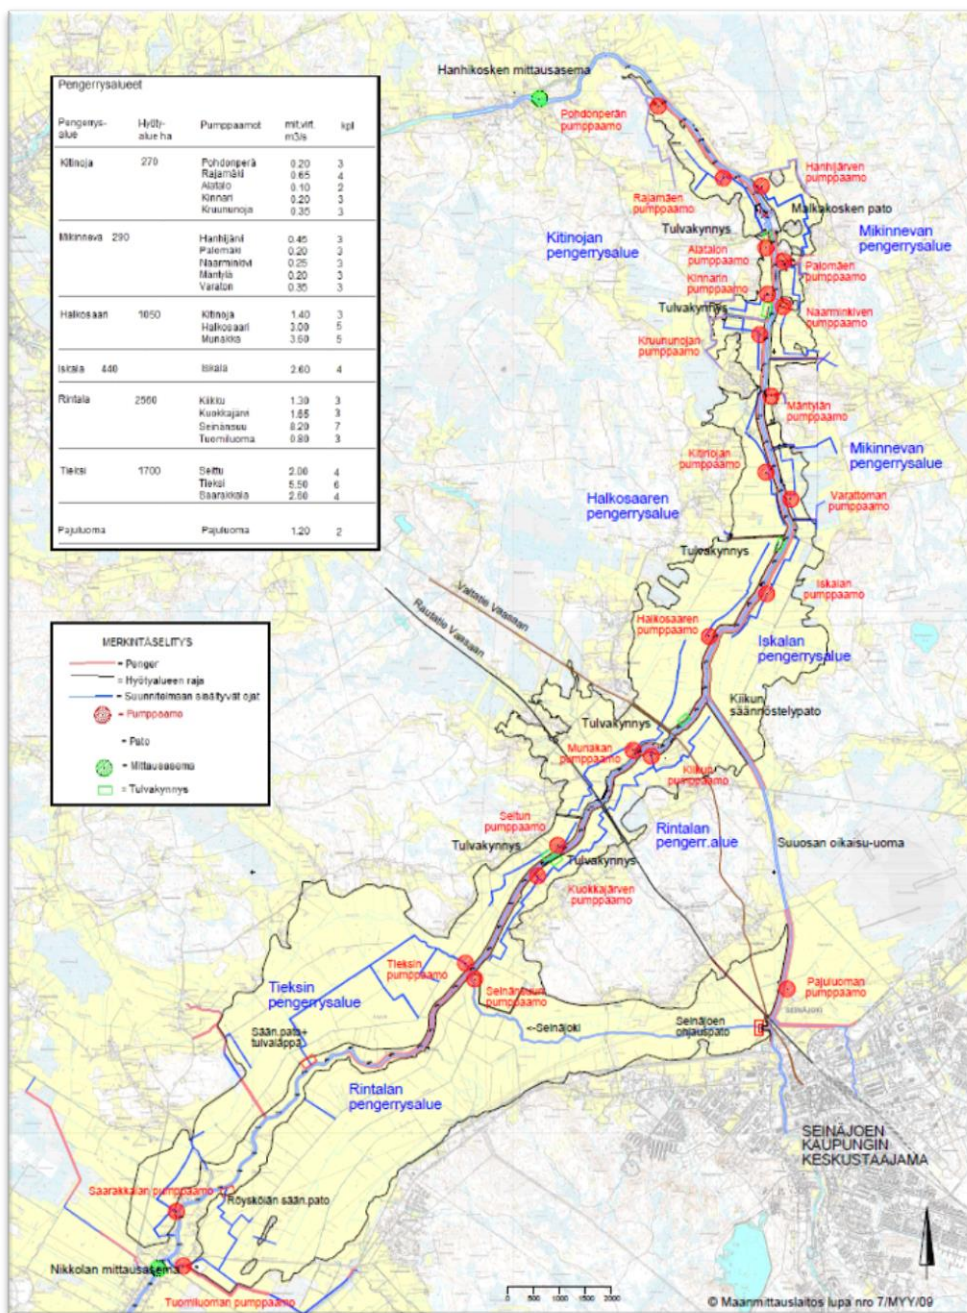 Pengerrysalueet
Pengerrys-
alue
Hyöty-
alue ha
Pumppaamot
mit.virt.
m3/s
kpl
Kitinoja 270 Pohdonperä 0.20 3
Rajamäki 0.65 4
Alatalo 0.10 2
Kinnari 0.20 3
Kruununoja 0.35 3
Mikinneva 290 Hanhijärvi 0.45 3
Palomäki 0.20 3
Naarminkivi 0.25 3
Mäntylä 0.20 3
Varaton 0.35 3
Halkosaari 1050 Kitinoja 1.40 3
Halkosaari 3.00 5
Munakka 3.50 5
Iskala 440 Iskala 2.60 4
Rintala 2560 Kiikku 1.30 3
Kuokkajärvi 1.65 3
Seinänsuu 8.20 7
Tuomiluoma 0.80 3
Tieksi 1700 Seittu 2.00 4
Tieksi 5.50 6
Saarakkala 2.60 4
Pajuluoma Pajuluoma 1.20 2
MERKINTÄSELITYS
= Penger
= Hyötyalueen raja
= Suunnitelmaan sisältyvät ojat
= Pumppaamo
= Pato
= Mittausasema
= Tulvakynnys
Hanhikosken mittausasema
Pohdonperän
pumppaamo
Rajamäen
pumppaamo
Hanhijärven
pumppaamo
Malkakosken pato
Tulvakynnys
Kitinojan
pengerrysalue
Mikinnevan
pengerrysalue
Alatalon
pumppaamo
Palomäen
pumppaamo
Kinnarin
pumppaamo
Tulvakynnys
Naarminkiven
pumppaamo
Kruununojan
pumppaamo
Mäntylän
pumppaamo
Kitinojan
pumppaamo
Mikinnevan
pengerrysalue
Halkosaaren
pengerrysalue
Varattoman
pumppaamo
Tulvakynnys
Valtatie Vaasaan
Rautatie Vaasaan
Iskalan
pumppaamo
Halkosaaren
pumppaamo
Iskalan
pengerrysalue
Kiikun
säännöstelypato
Tulvakynnys
Munakan
pumppaamo
Kiikun
pumppaamo
Seitun
pumppaamo
Rintalan
pengerr.alue
Tulvakynnys
Tulvakynnys
Suuosan oikaisu-uoma
Kuokkajärven
pumppaamo
Tieksin
pumppaamo
Seinänsuun
pumppaamo
Pajuluoman
pumppaamo
Tieksin
pengerrysalue
SEINÄJOKI
<-Seinäjoki
Seinäjoen
ohjauspato
Sään.pato+
tulvaläppä
Rintalan
pengerrysalue
SEINÄJOEN
KAUPUNGIN
KESKUSTAAJAMA
Saarakkalan pumppaamo
Röyskölän sään.pato
Nikkolan mittausasema
Tuomiluoman pumppaamo
0 500 1000 2000
© Maanmittauslaitos lupa nro 7/MYY/09